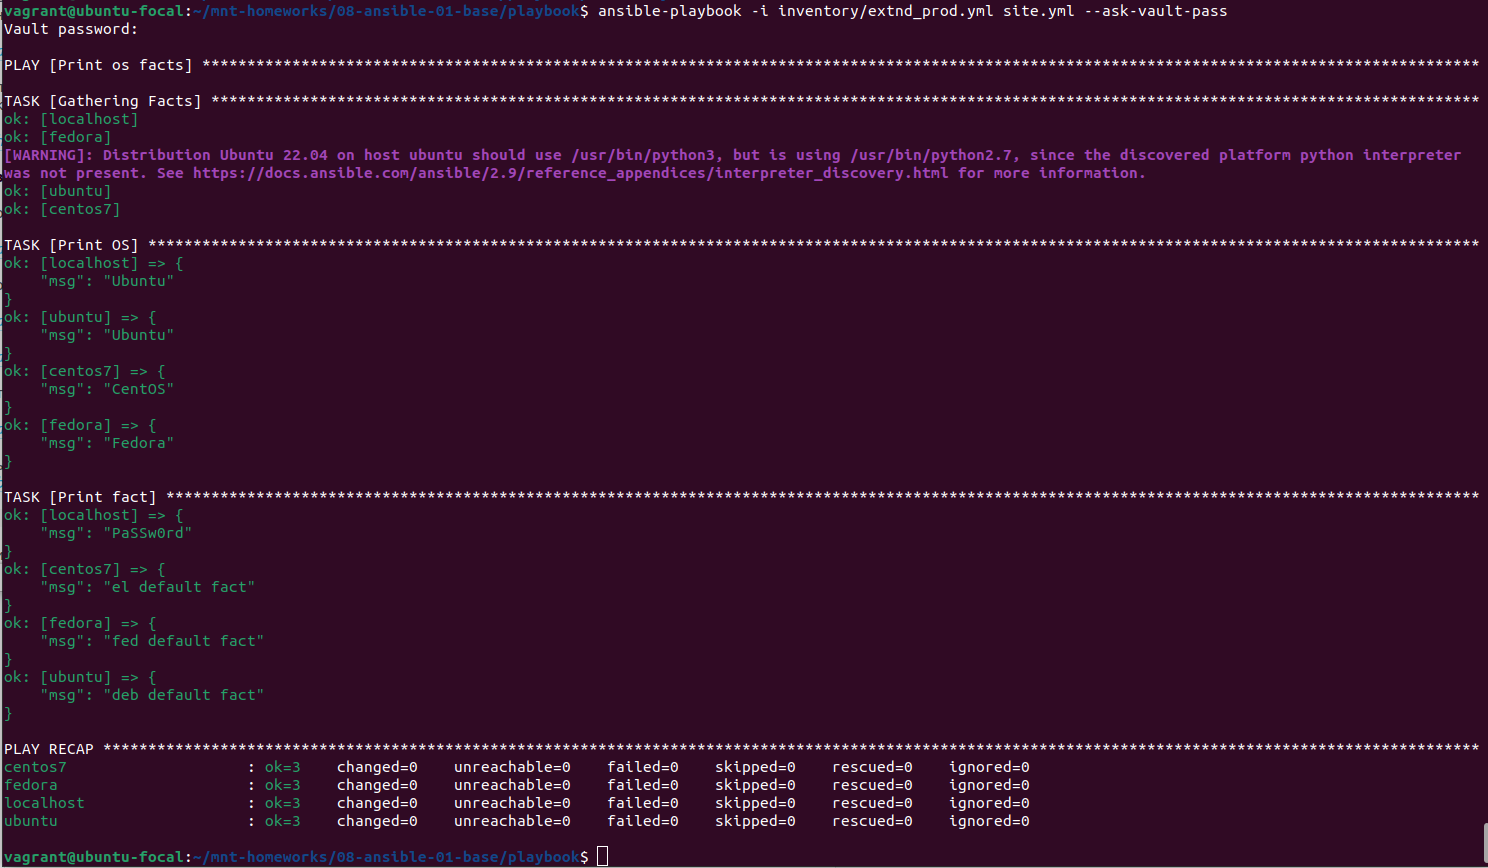 vagrant@ubuntu-focal:~/mnt-homeworks/08-ansible-01-base/playbook$ ansible-playbook -i inventory/extnd_prod.yml site.yml --ask-vault-pass
Vault password:
PLAY [Print os facts] **********************************************************************************************************************************************
TASK [Gathering Facts] *********************************************************************************************************************************************
ok: [localhost]
ok: [fedora]
[WARNING]: Distribution Ubuntu 22.04 on host ubuntu should use /usr/bin/python3, but is using /usr/bin/python2.7, since the discovered platform python interpreter
was not present. See https://docs.ansible.com/ansible/2.9/reference_appendices/interpreter_discovery.html for more information.
ok: [ubuntu]
ok: [centos7]
TASK [Print OS] ****************************************************************************************************************************************************
ok: [localhost] => {
    "msg": "Ubuntu"
}
ok: [ubuntu] => {
    "msg": "Ubuntu"
}
ok: [centos7] => {
    "msg": "CentOS"
}
ok: [fedora] => {
    "msg": "Fedora"
}
TASK [Print fact] **************************************************************************************************************************************************
ok: [localhost] => {
    "msg": "PaSSw0rd"
}
ok: [centos7] => {
    "msg": "el default fact"
}
ok: [fedora] => {
    "msg": "fed default fact"
}
ok: [ubuntu] => {
    "msg": "deb default fact"
}
PLAY RECAP *********************************************************************************************************************************************************
centos7                    : ok=3    changed=0    unreachable=0    failed=0    skipped=0    rescued=0    ignored=0
fedora                     : ok=3    changed=0    unreachable=0    failed=0    skipped=0    rescued=0    ignored=0
localhost                  : ok=3    changed=0    unreachable=0    failed=0    skipped=0    rescued=0    ignored=0
ubuntu                     : ok=3    changed=0    unreachable=0    failed=0    skipped=0    rescued=0    ignored=0
vagrant@ubuntu-focal:~/mnt-homeworks/08-ansible-01-base/playbook$